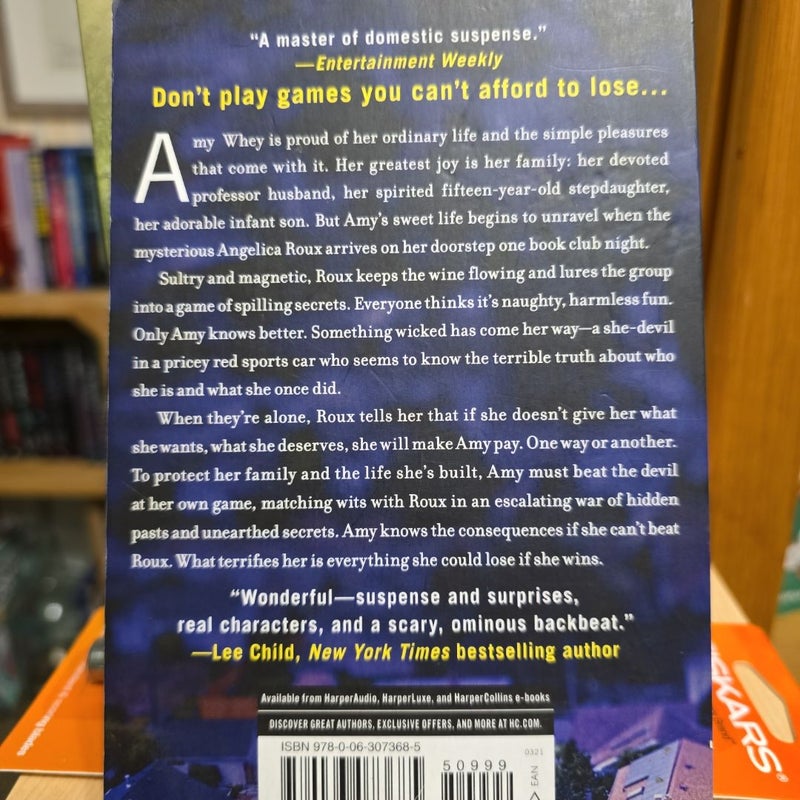 “A master of domestic suspense.”
—Entertainment Weekly
Don’t play games you can’t afford to lose...
Amy Whey is proud of her ordinary life and the simple pleasures
that come with it. Her greatest joy is her family: her devoted
professor husband, her spirited fifteen-year-old stepdaughter,
her adorable infant son. But Amy’s sweet life begins to unravel when the
mysterious Angelica Roux arrives on her doorstep one book club night.
Sultry and magnetic, Roux keeps the wine flowing and lures the group
into a game of spilling secrets. Everyone thinks it’s naughty, harmless fun.
Only Amy knows better. Something wicked has come her way—a she-devil
in a pricey red sports car who seems to know the terrible truth about who
she is and what she once did.
When they’re alone, Roux tells her that if she doesn’t give her what
she wants, what she deserves, she will make Amy pay. One way or another.
To protect her family and the life she’s built, Amy must beat the devil
at her own game, matching wits with Roux in an escalating war of hidden
pasts and unearthed secrets. Amy knows the consequences if she can’t beat
Roux. What terrifies her is everything she could lose if she wins.
“Wonderful—suspense and surprises,
real characters, and a scary, ominous backbeat.”
—Lee Child, New York Times bestselling author
Available from HarperAudio, HarperLuxe, and HarperCollins e-books
DISCOVER GREAT AUTHORS, EXCLUSIVE OFFERS, AND MORE AT HC.COM.
ISBN 978-0-06-307368-5
50999
0321
EAN
SKARS®
blades